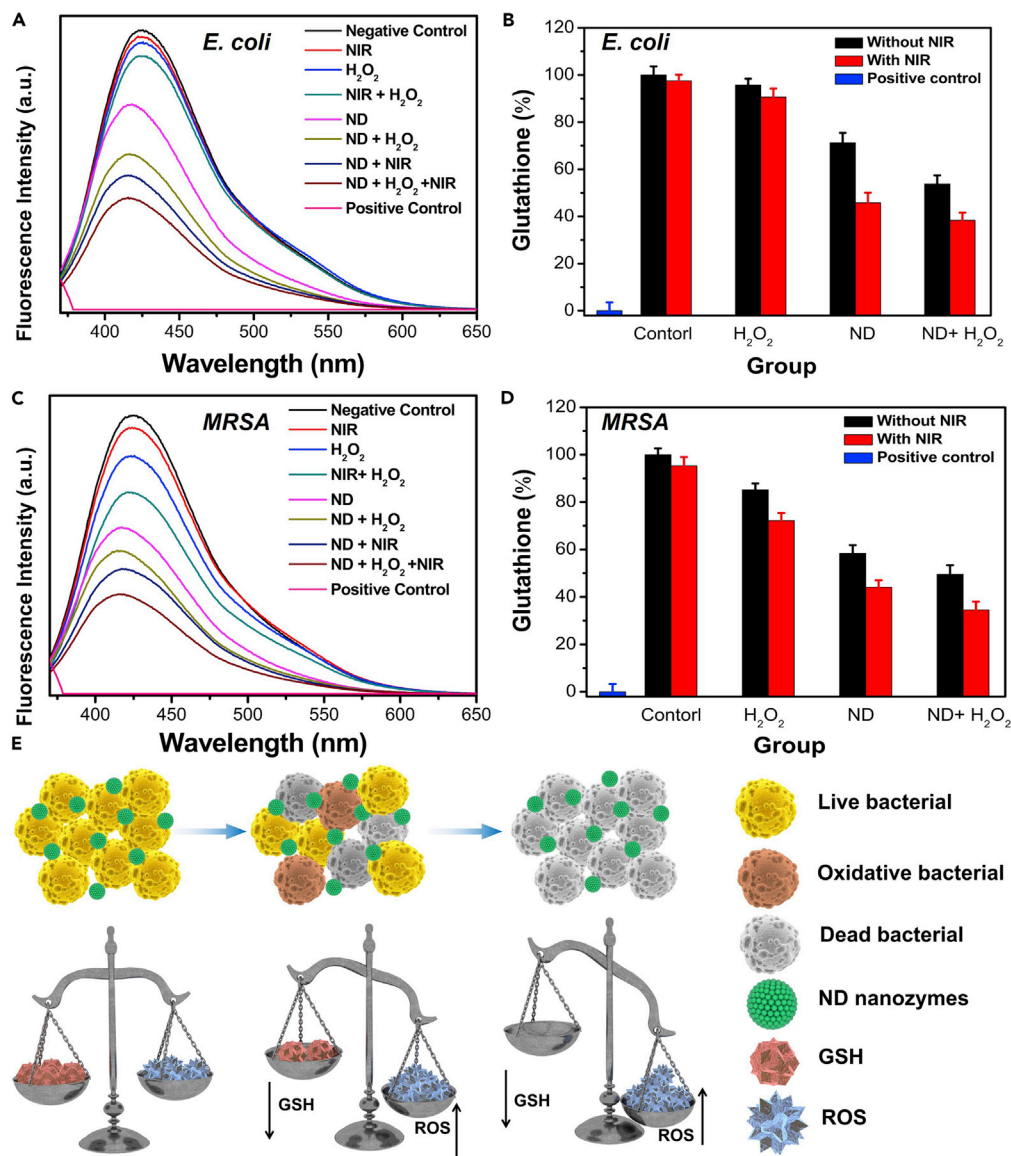 A
E. coli
Fluorescence Intensity (a.u.)
Negative Control
NIR
H₂O₂
NIR + H₂O₂
ND
ND + H₂O₂
ND + NIR
ND + H₂O₂ +NIR
Positive Control
400 450 500 550 600 650
Wavelength (nm)
B
E. coli
Glutathione (%)
Without NIR
With NIR
Positive control
120
100
80
60
40
20
0
Contorl H₂O₂ ND ND+ H₂O₂
Group
C
MRSA
Fluorescence Intensity (a.u.)
Negative Control
NIR
H₂O₂
NIR+ H₂O₂
ND
ND + H₂O₂
ND + NIR
ND + H₂O₂ +NIR
Positive Control
400 450 500 550 600 650
Wavelength (nm)
D
MRSA
Glutathione (%)
Without NIR
With NIR
Positive control
120
100
80
60
40
20
0
Contorl H₂O₂ ND ND+ H₂O₂
Group
E
Live bacterial
Oxidative bacterial
Dead bacterial
ND nanozymes
GSH
ROS
GSH
ROS
GSH
ROS